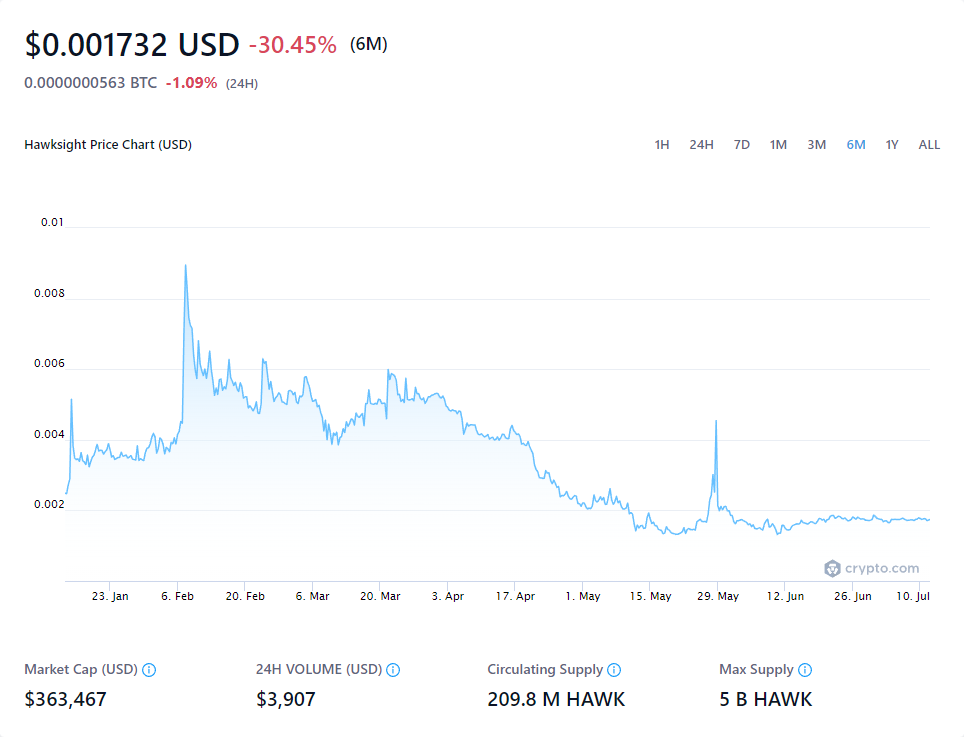 $0.001732 USD -30.45% (6M)
0.0000000563 BTC -1.09% (24H)
Hawksight Price Chart (USD) 1H 24H 7D 1M 3M 6M 1Y ALL
0.01
0.008
0.006
0.004
0.002
crypto.com
23. Jan 6. Feb 20. Feb 6. Mar 20. Mar 3. Apr 17. Apr 1. May 15. May 29. May 12. Jun 26. Jun 10. Jul
Market Cap (USD) 24H VOLUME (USD) Circulating Supply Max Supply
$363,467 $3,907 209.8 M HAWK 5 B HAWK